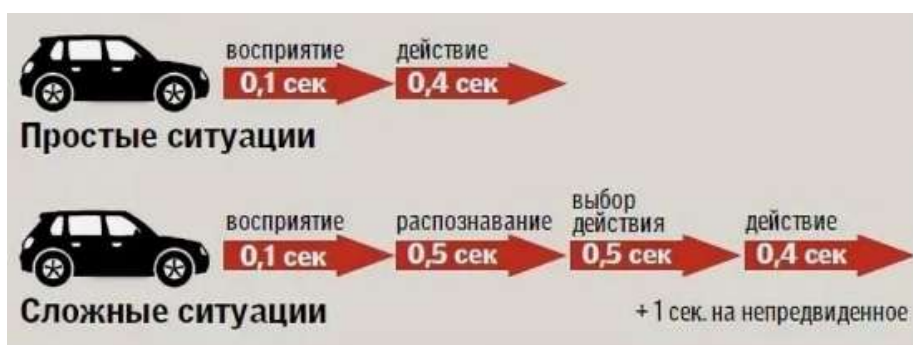 восприятие действие
0,1 сек 0,4 сек
Простые ситуации
восприятие распознавание выбор действия действие
0,1 сек 0,5 сек 0,5 сек 0,4 сек
Сложные ситуации
+ 1 сек. на непредвиденное